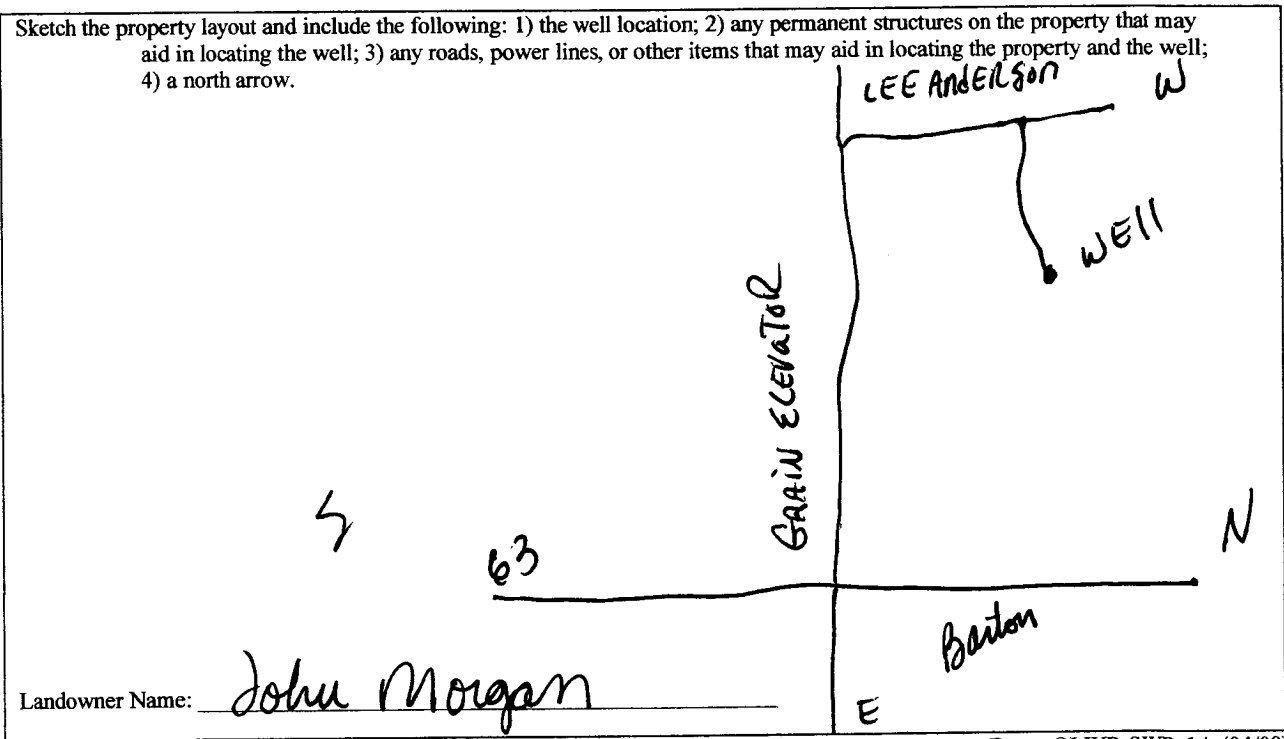 Sketch the property layout and include the following: 1) the well location; 2) any permanent structures on the property that may
aid in locating the well; 3) any roads, power lines, or other items that may aid in locating the property and the well;
4) a north arrow.
LEE ANdERSON
W
WEll
GRAIN ELEVAToR
S
63
N
Barton
Landowner Name: John Morgan
E